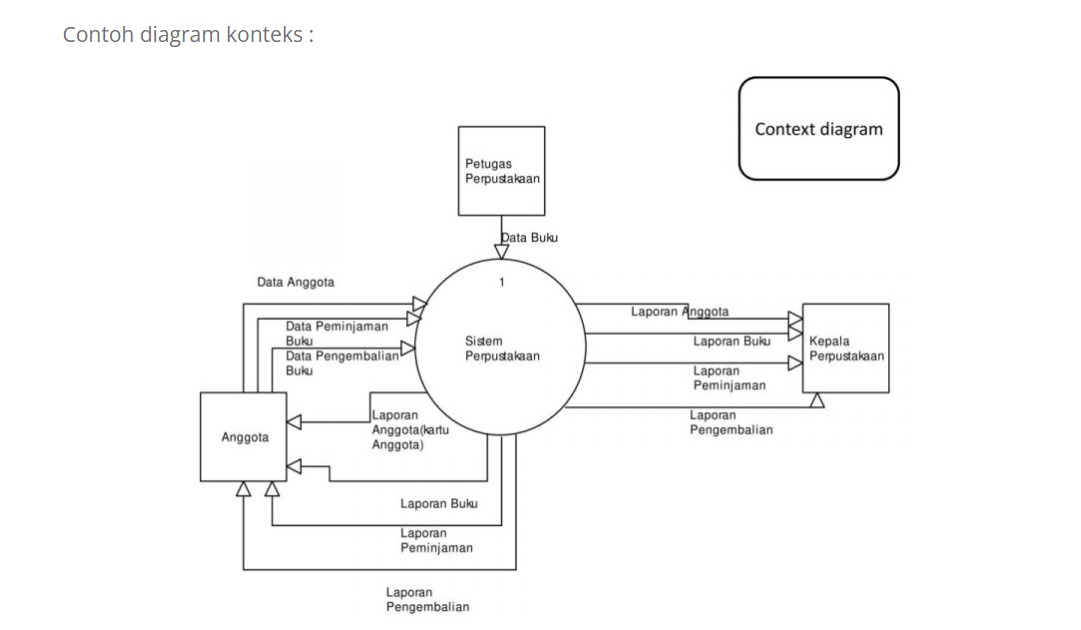 Contoh diagram konteks :
Context diagram
Petugas
Perpustakaan
Data Buku
1
Sistem
Perpustakaan
Data Anggota
Data Peminjaman
Buku
Data Pengembalian
Buku
Anggota
Laporan
Anggota(kartu
Anggota)
Laporan Buku
Laporan
Peminjaman
Laporan
Pengembalian
Laporan Anggota
Laporan Buku
Laporan
Peminjaman
Laporan
Pengembalian
Kepala
Perpustakaan